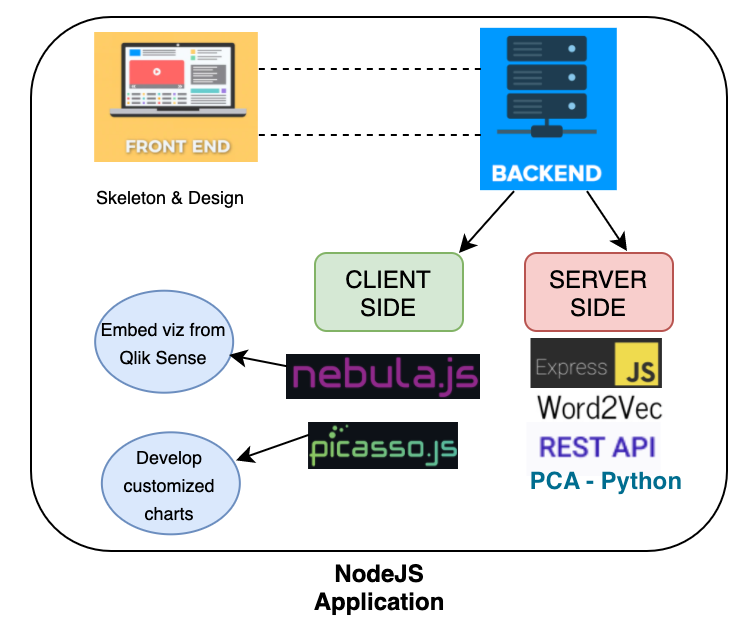 FRONT END
BACKEND
Skeleton & Design
CLIENT
SIDE
SERVER
SIDE
Embed viz from
Qlik Sense
nebula.js
Express JS
Word2Vec
picasso.js
REST API
Develop
customized
charts
PCA - Python
NodeJS
Application